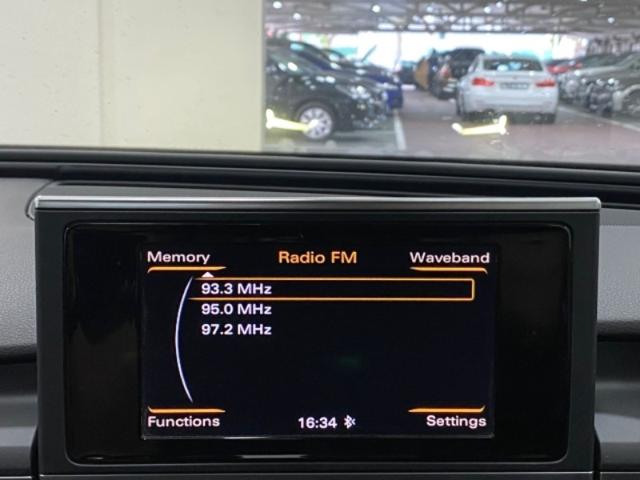 Memory Radio FM Waveband
93.3 MHz
95.0 MHz
97.2 MHz
Functions 16:34 Settings